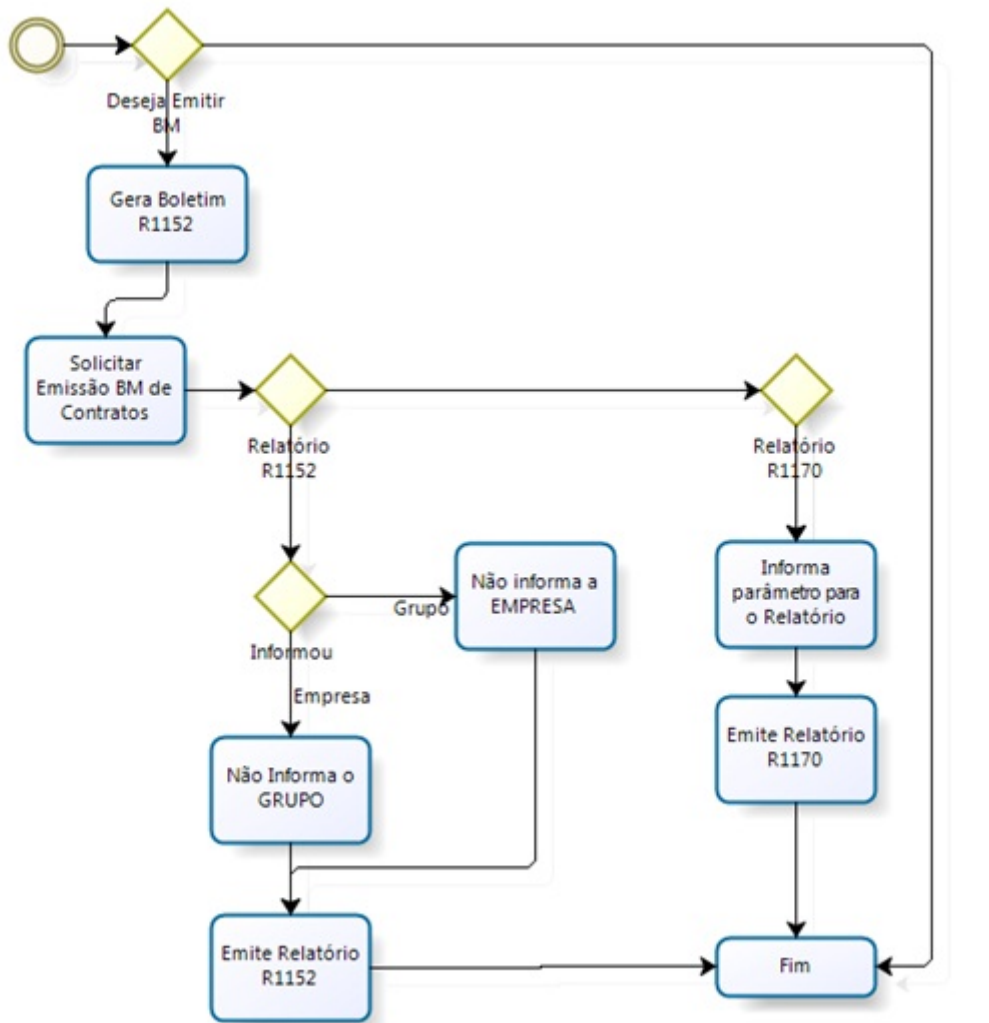 Deseja Emitir
BM
Gera Boletim
R1152
Solicitar
Emissão BM de
Contratos
Relatório
R1152
Relatório
R1170
Informou
Grupo
Empresa
Não informa a
EMPRESA
Informa
parâmetro para
o Relatório
Não Informa o
GRUPO
Emite Relatório
R1170
Emite Relatório
R1152
Fim